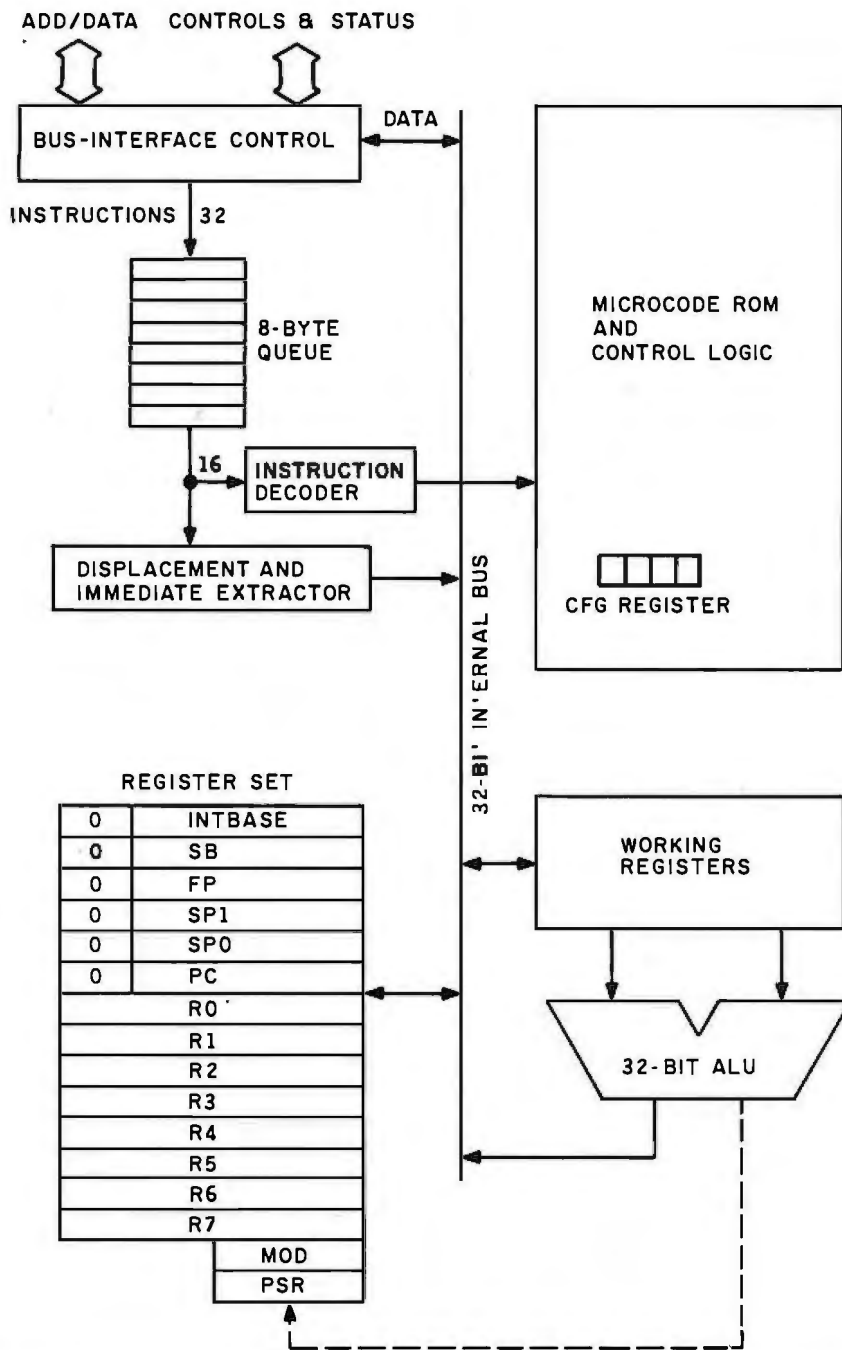 ADD/DATA CONTROLS & STATUS
BUS-INTERFACE CONTROL
DATA
INSTRUCTIONS 32
8-BYTE
QUEUE
16
INSTRUCTION
DECODER
DISPLACEMENT AND
IMMEDIATE EXTRACTOR
MICROCODE ROM
AND
CONTROL LOGIC
CFG REGISTER
32-BI' IN'ERNAL BUS
REGISTER SET
0 INTBASE
0 SB
0 FP
0 SP1
0 SP0
0 PC
R0
R1
R2
R3
R4
R5
R6
R7
MOD
PSR
WORKING
REGISTERS
32-BIT ALU